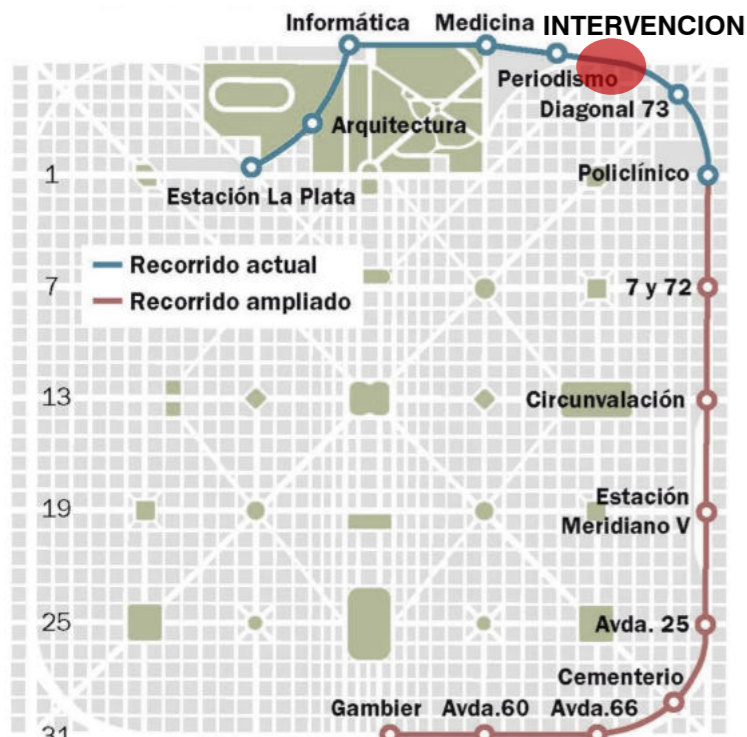 Informática
Medicina
INTERVENCION
Periodismo
Diagonal 73
Arquitectura
Policlínico
1
Estación La Plata
Recorrido actual
Recorrido ampliado
7
7 y 72
13
Circunvalación
19
Estación
Meridiano V
25
Avda. 25
Cementerio
Gambier
Avda.60
Avda.66
31